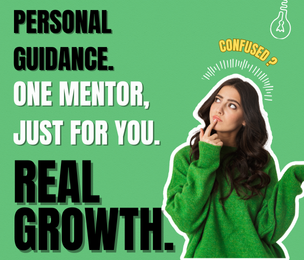 PERSONAL
GUIDANCE.
ONE MENTOR,
JUST FOR YOU.
REAL
GROWTH.
CONFUSED ?